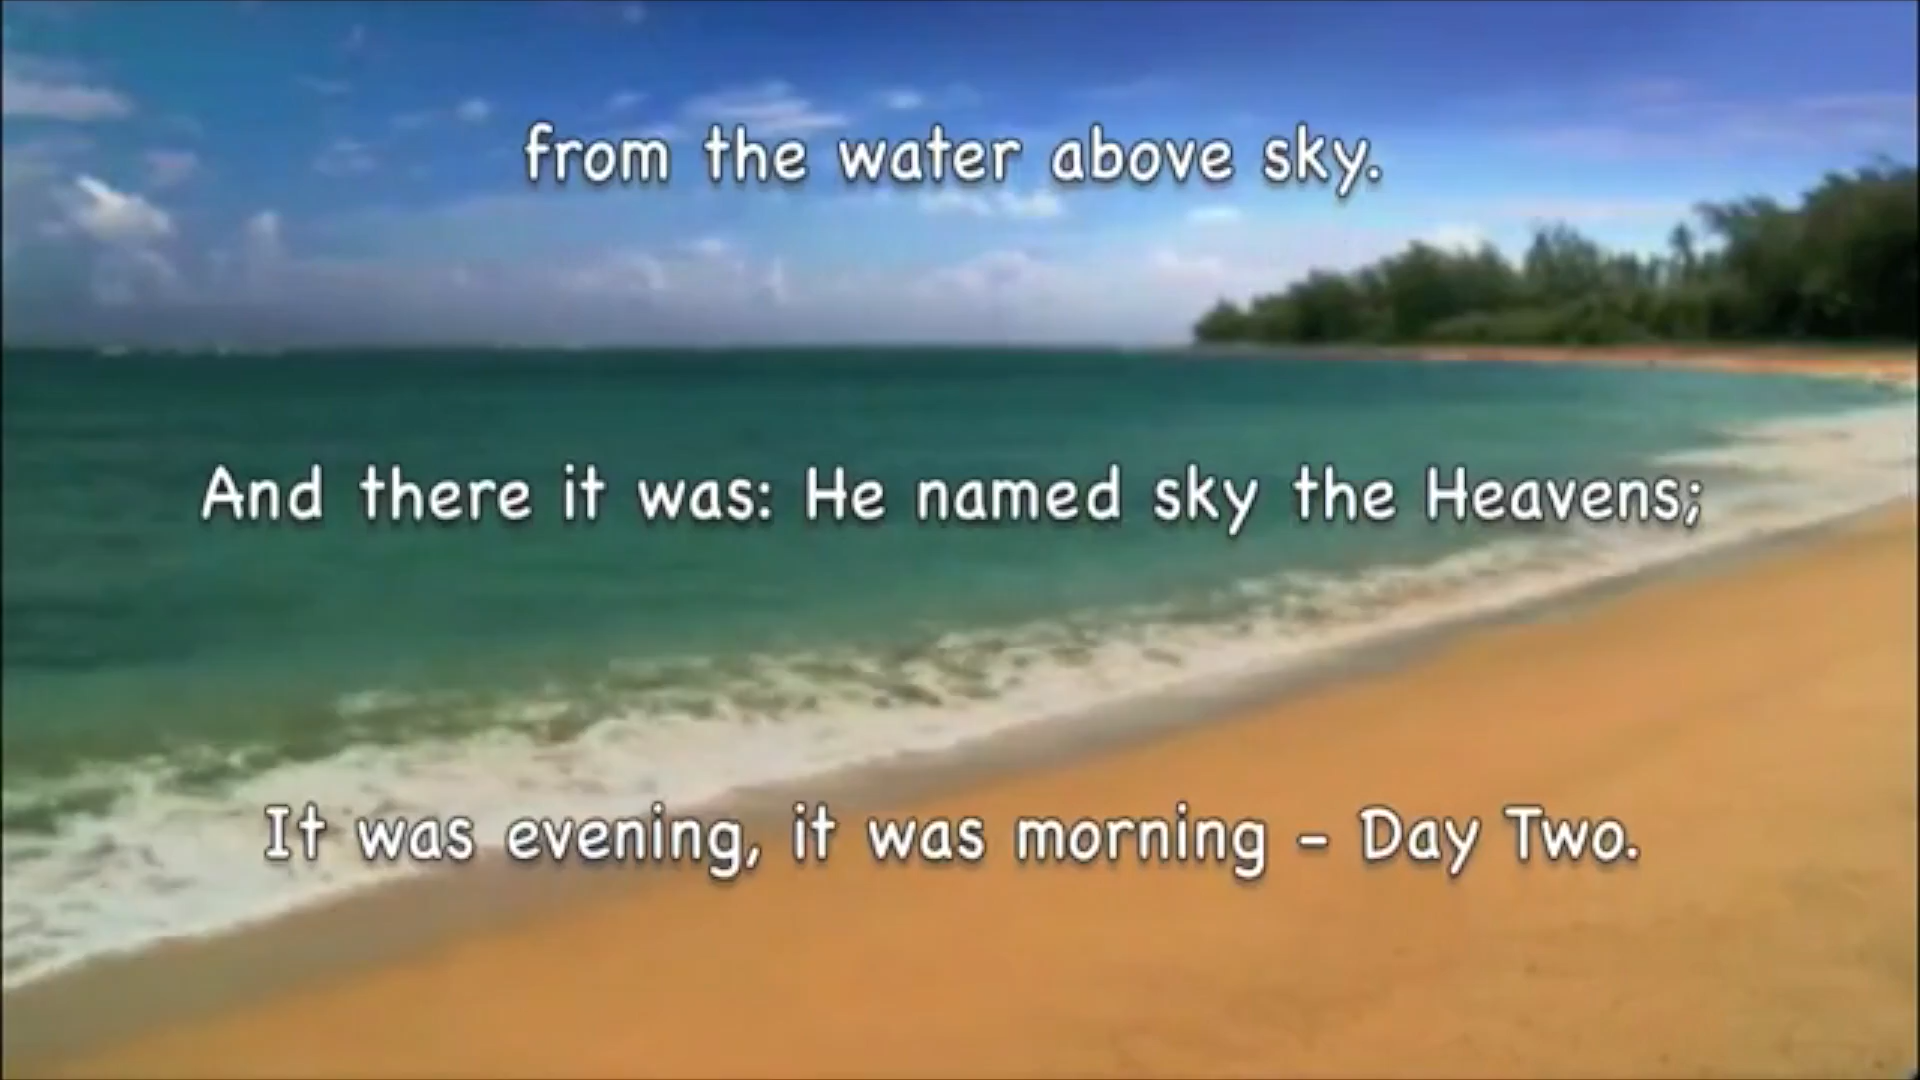 from the water above sky.
And there it was: He named sky the Heavens;
It was evening, it was morning - Day Two.